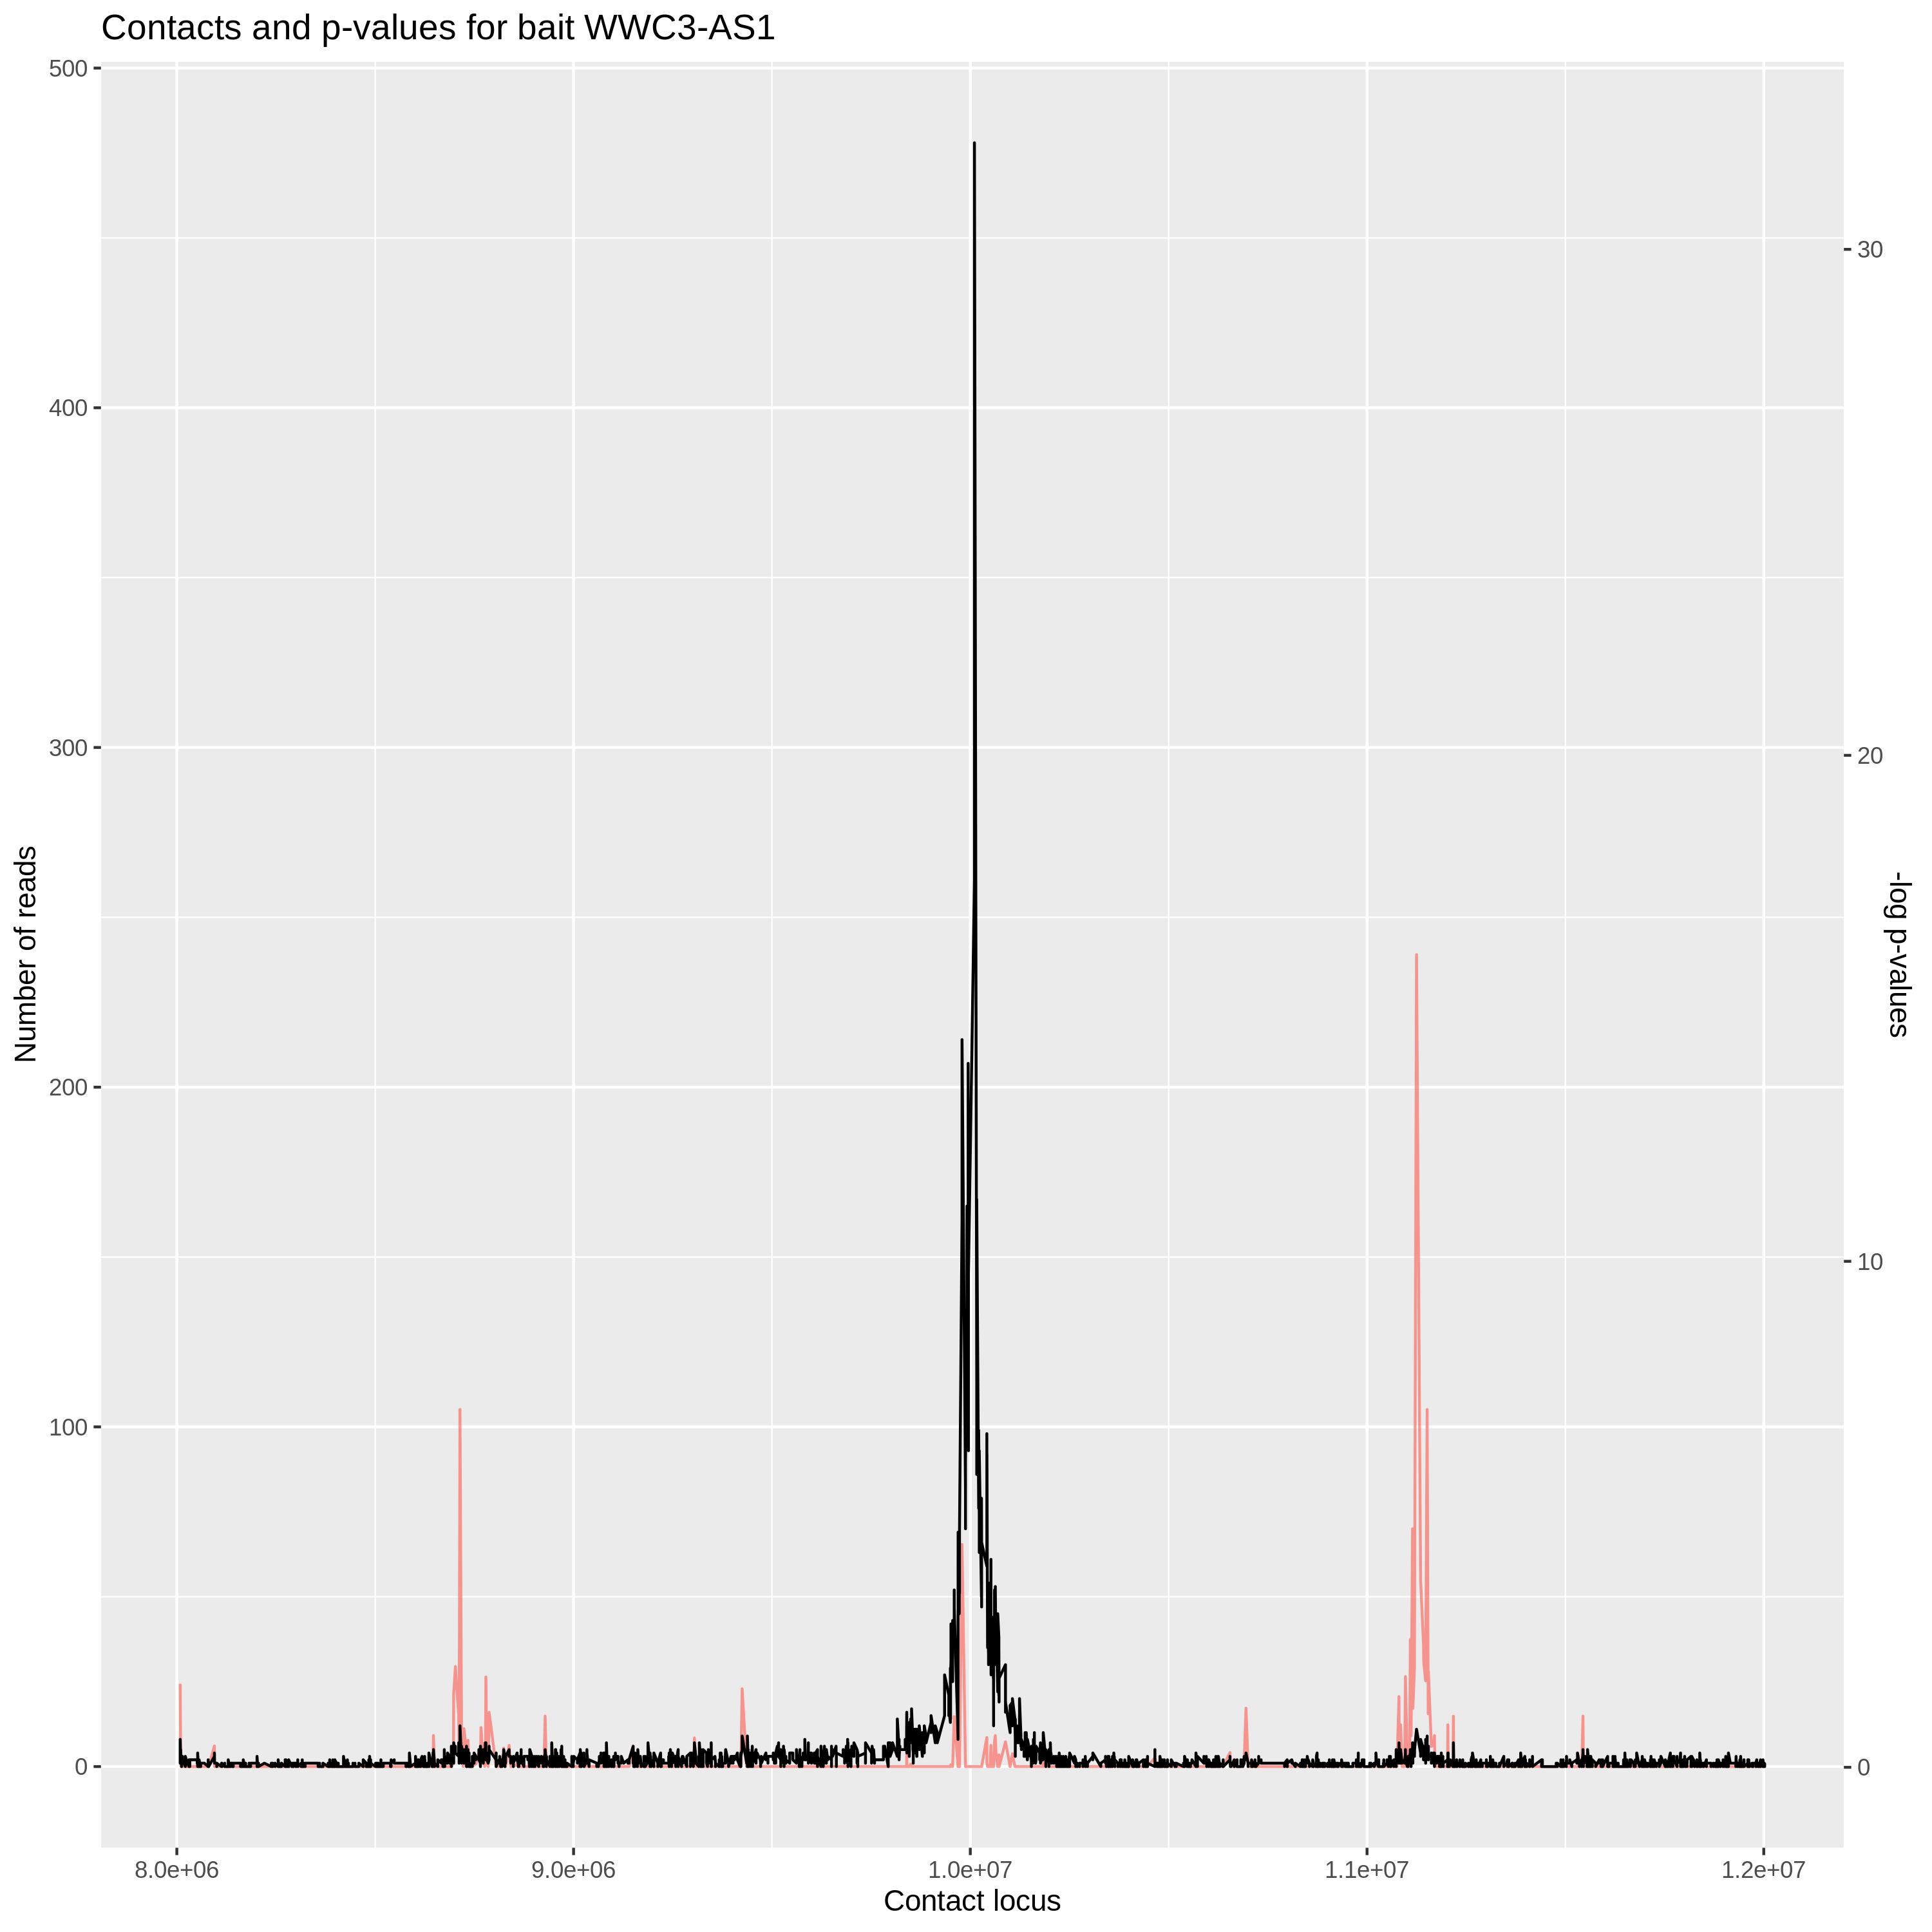 Contacts and p-values for bait WWC3-AS1
500
400
300
200
100
0
Number of reads
30
20
10
0
-log p-values
8.0e+06
9.0e+06
1.0e+07
1.1e+07
1.2e+07
Contact locus